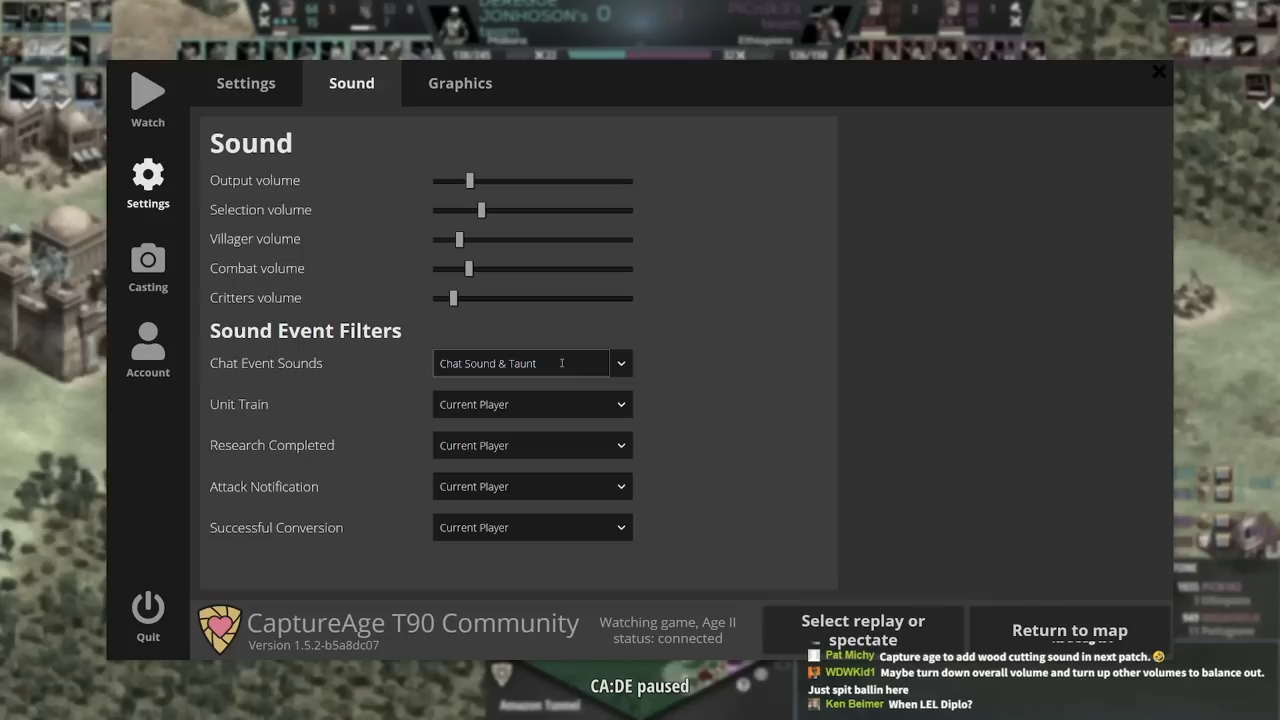 JONHOSON's 0
Watch
Settings
Casting
Account
Quit
Settings
Sound
Graphics
Sound
Output volume
Selection volume
Villager volume
Combat volume
Critters volume
Sound Event Filters
Chat Event Sounds
Chat Sound & Taunt
Unit Train
Current Player
Research Completed
Current Player
Attack Notification
Current Player
Successful Conversion
Current Player
CaptureAge T90 Community
Version 1.5.2-b5a8dc07
Watching game, Age II
status: connected
Select replay or
spectate
Return to map
CA:DE paused
Pat Michy Capture age to add wood cutting sound in next patch. 🤣
WDWKid1 Maybe turn down overall volume and turn up other volumes to balance out.
Just spit ballin here
Ken Beimer When LEL Diplo?